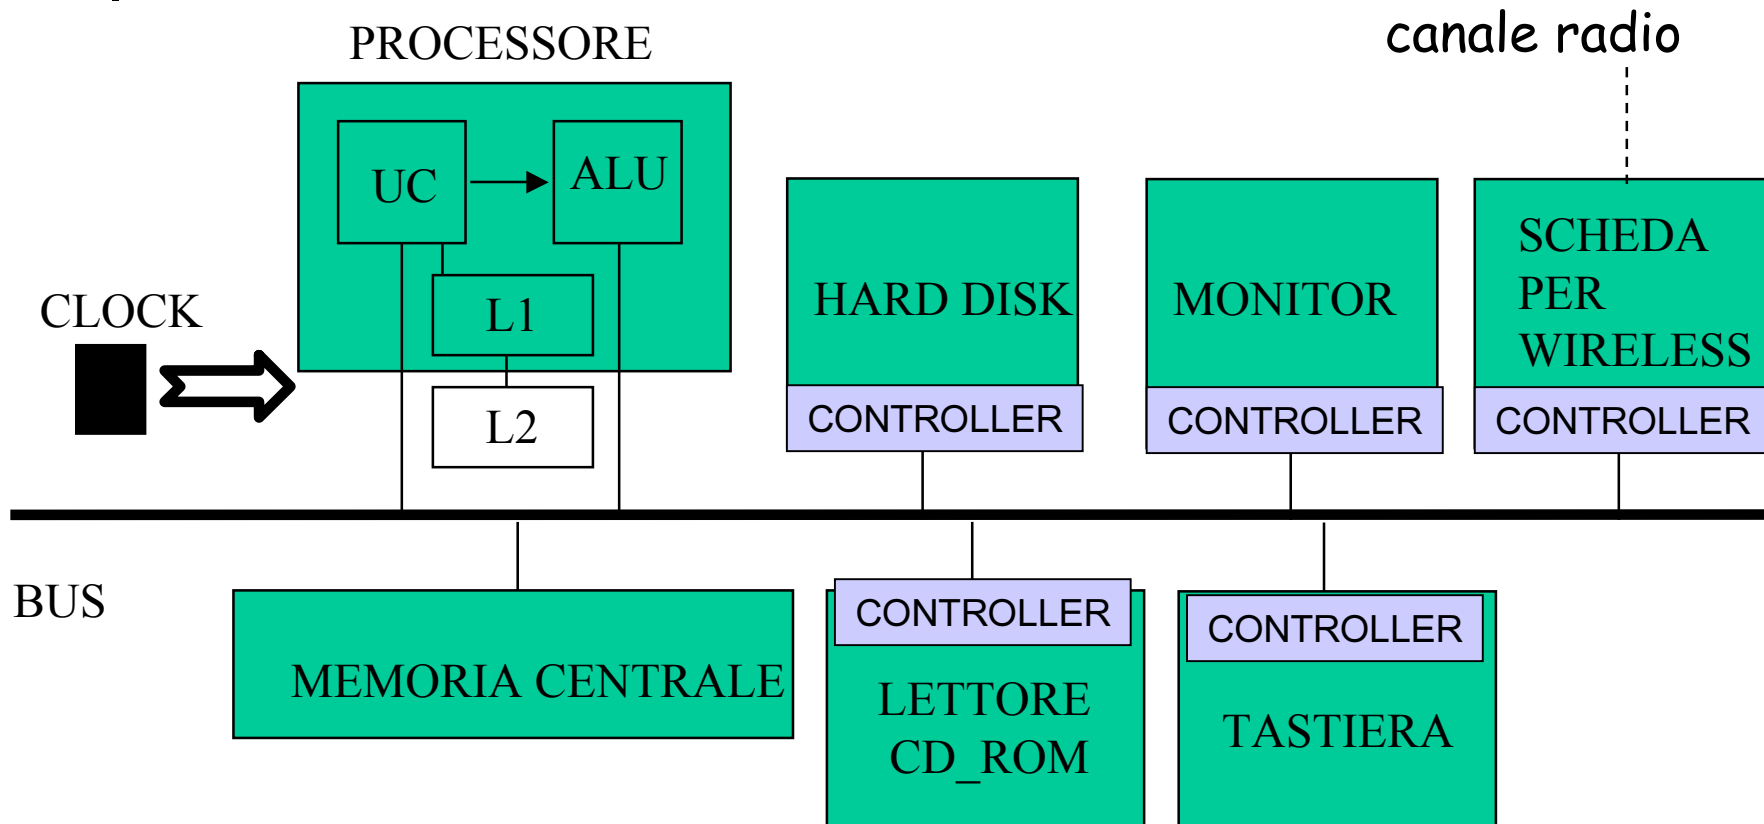 PROCESSORE
canale radio
UC
ALU
L1
L2
CLOCK
HARD DISK
CONTROLLER
MONITOR
CONTROLLER
SCHEDA
PER
WIRELESS
CONTROLLER
BUS
MEMORIA CENTRALE
CONTROLLER
LETTORE
CD_ROM
CONTROLLER
TASTIERA